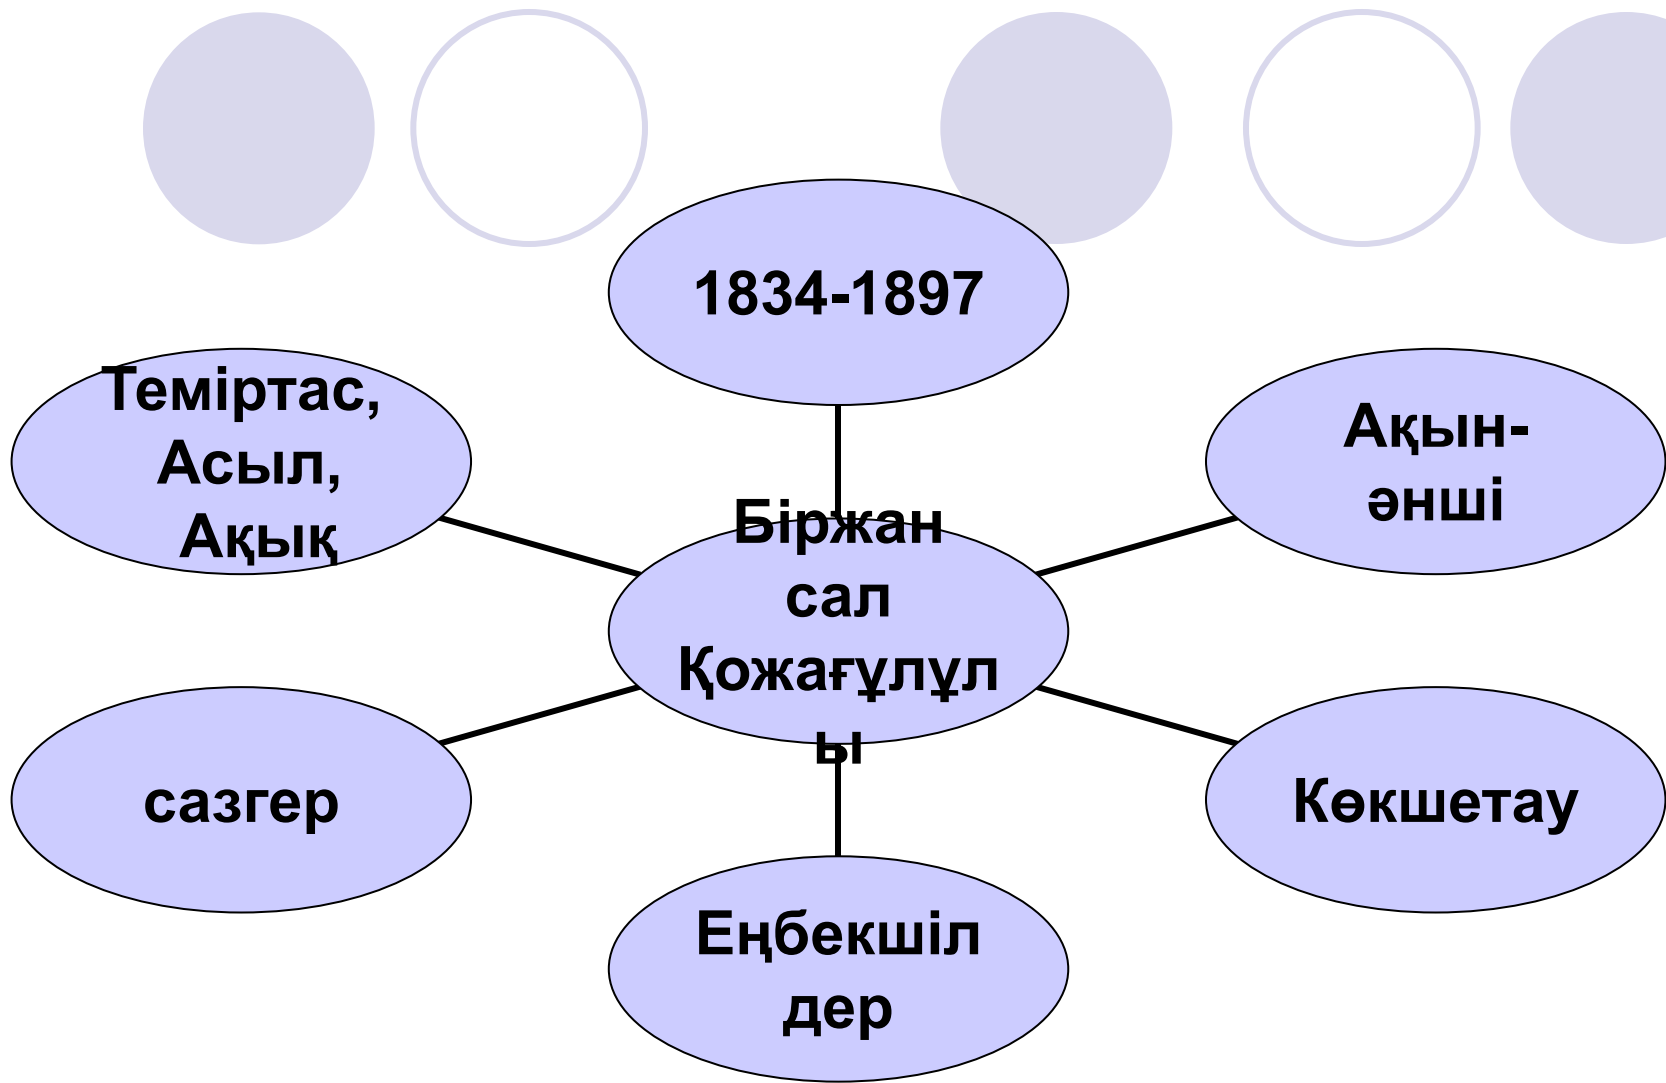 1834-1897
Теміртас,
Асыл,
Ақық
Ақын-
әнші
Біржан
сал
Қожағұлұл
ы
сазгер
Көкшетау
Еңбекшіл
дер